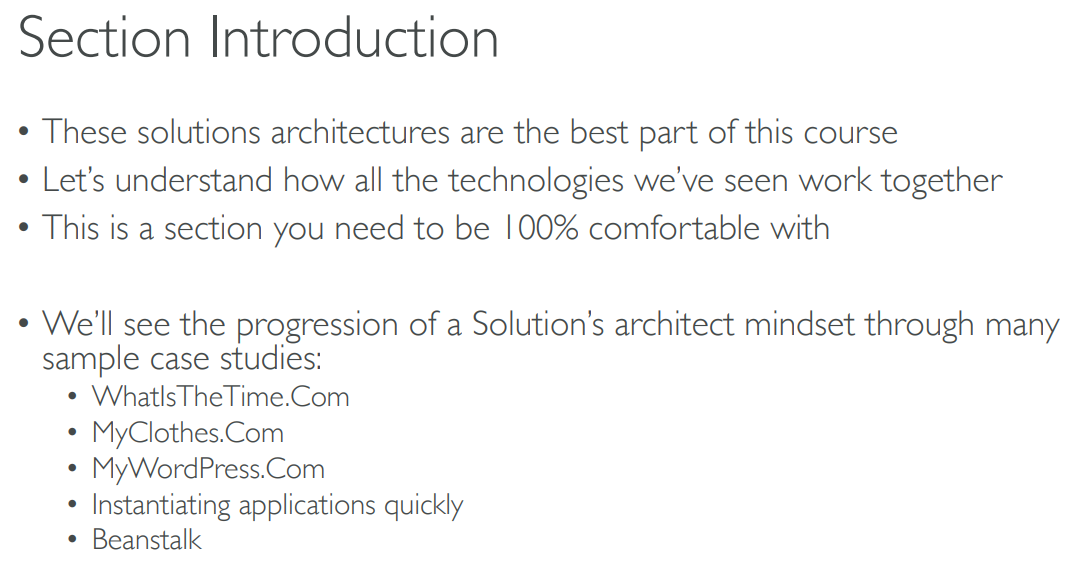 Section Introduction
• These solutions architectures are the best part of this course
• Let’s understand how all the technologies we’ve seen work together
• This is a section you need to be 100% comfortable with
• We’ll see the progression of a Solution’s architect mindset through many
sample case studies:
• WhatIsTheTime.Com
• MyClothes.Com
• MyWordPress.Com
• Instantiating applications quickly
• Beanstalk